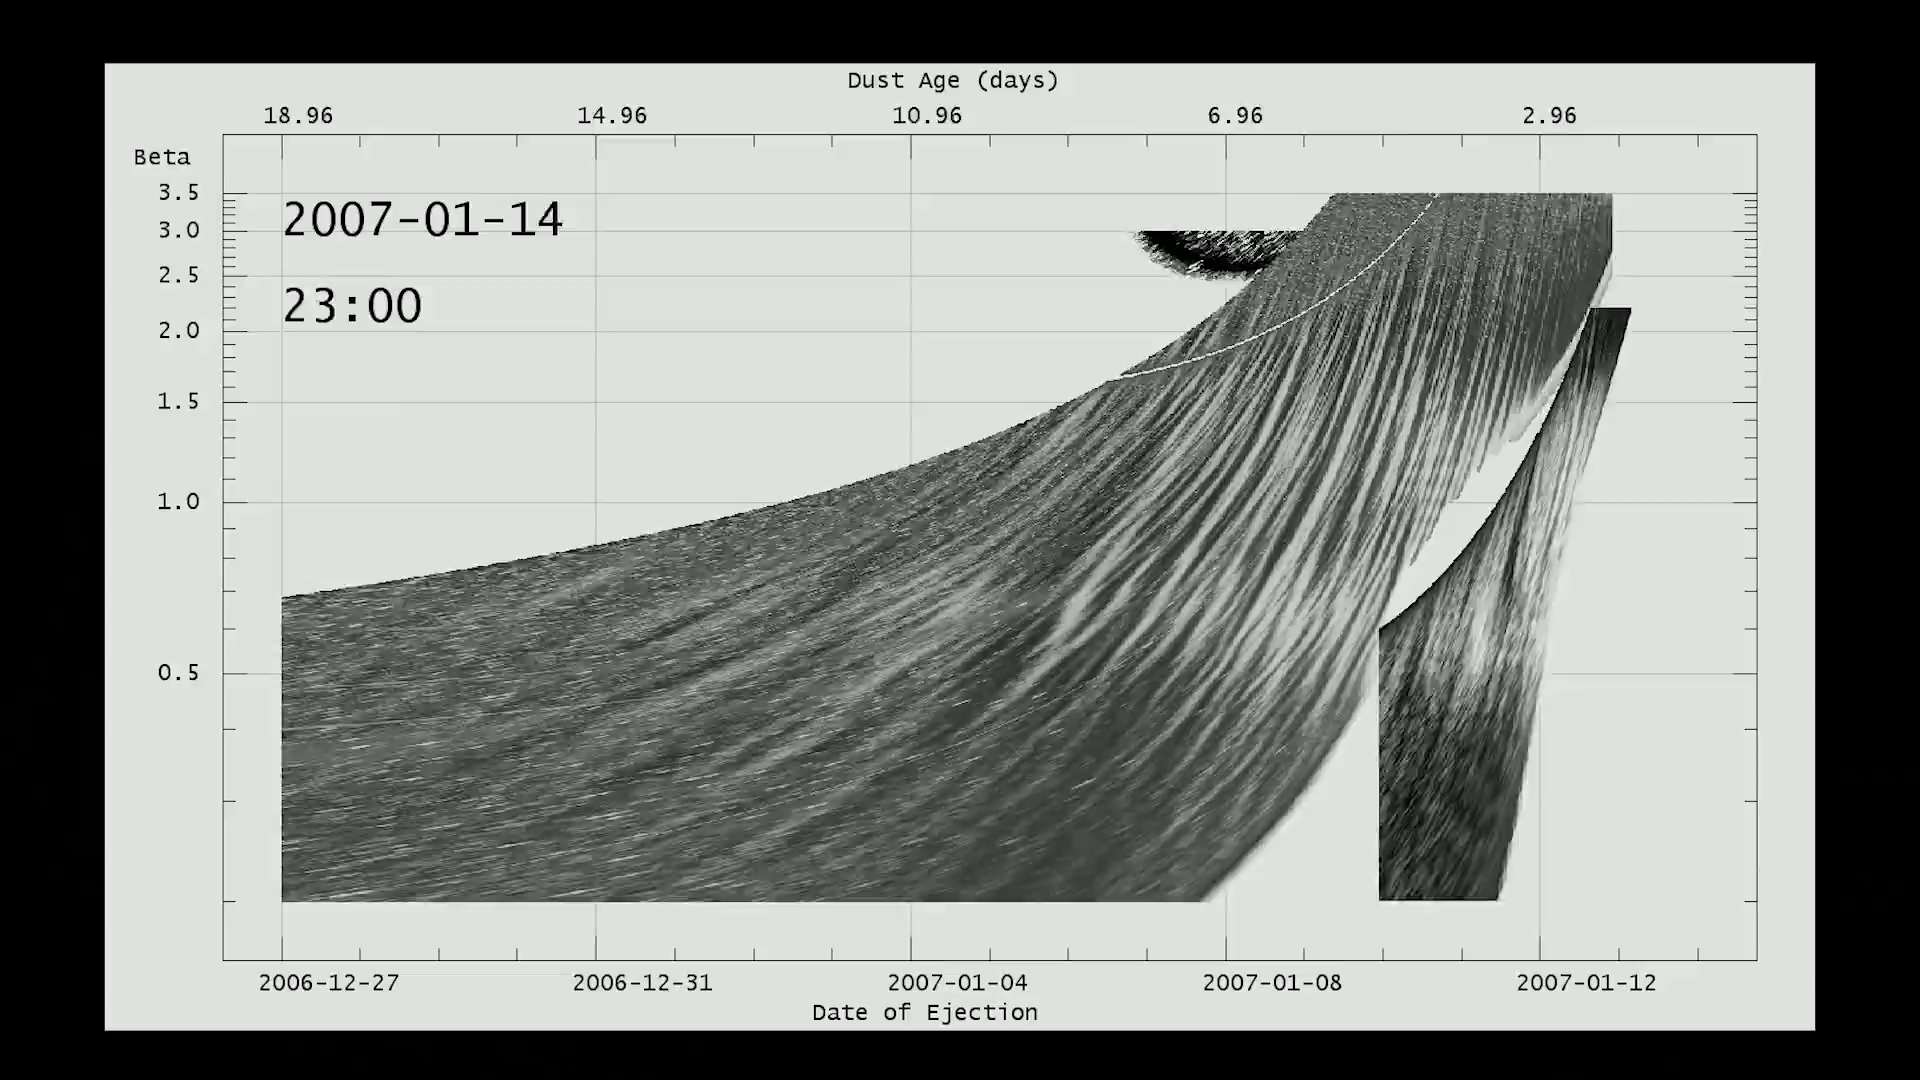 Dust Age (days)
18.96 14.96 10.96 6.96 2.96
Beta
3.5
3.0
2.5
2.0
1.5
1.0
0.5
2007-01-14
23:00
2006-12-27 2006-12-31 2007-01-04 2007-01-08 2007-01-12
Date of Ejection